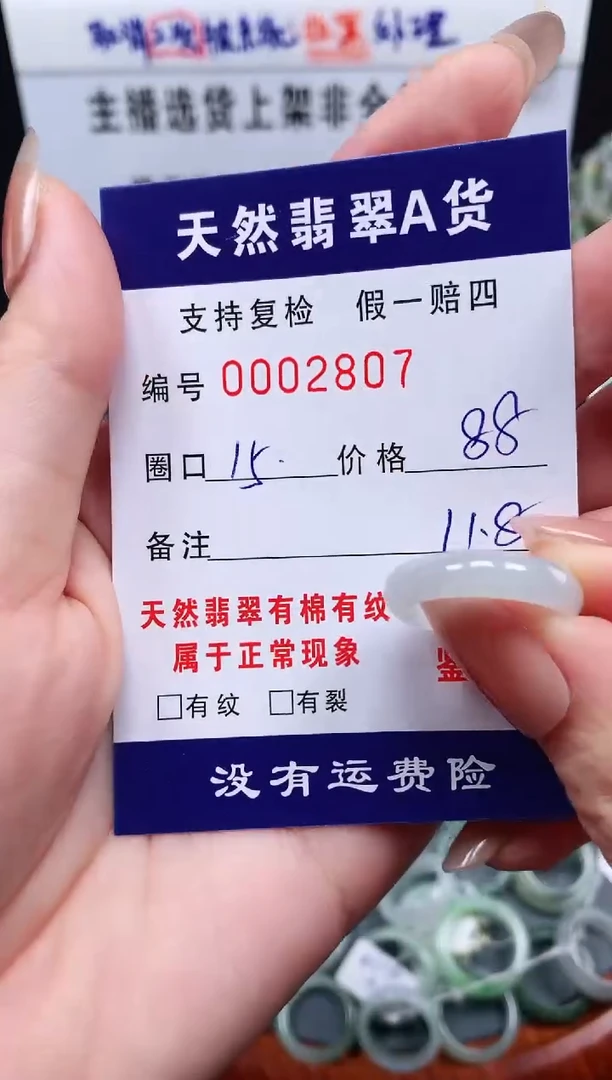 处理
主播选货上架非
天然翡翠A货
支持复检 假一赔四
编号 0002807
圈口 15. 价格 88
备注 11.8
天然翡翠有棉有纹
属于正常现象
鉴
□有纹 □有裂
没有运费险